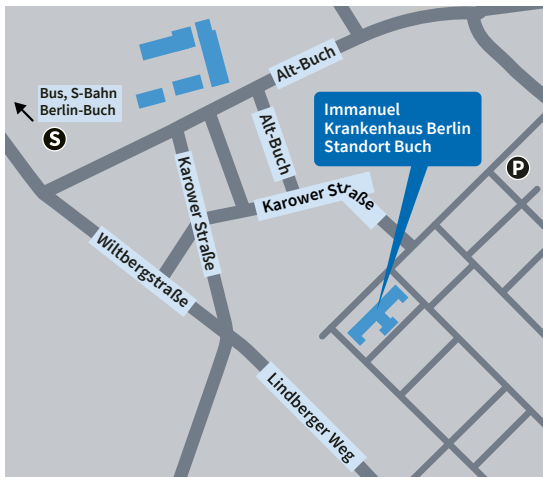 Alt-Buch
Bus, S-Bahn
Berlin-Buch
S
Immanuel
Krankenhaus Berlin
Standort Buch
Alt-Buch
P
Karower Straße
Karower Straße
Wiltbergstraße
Lindberger Weg